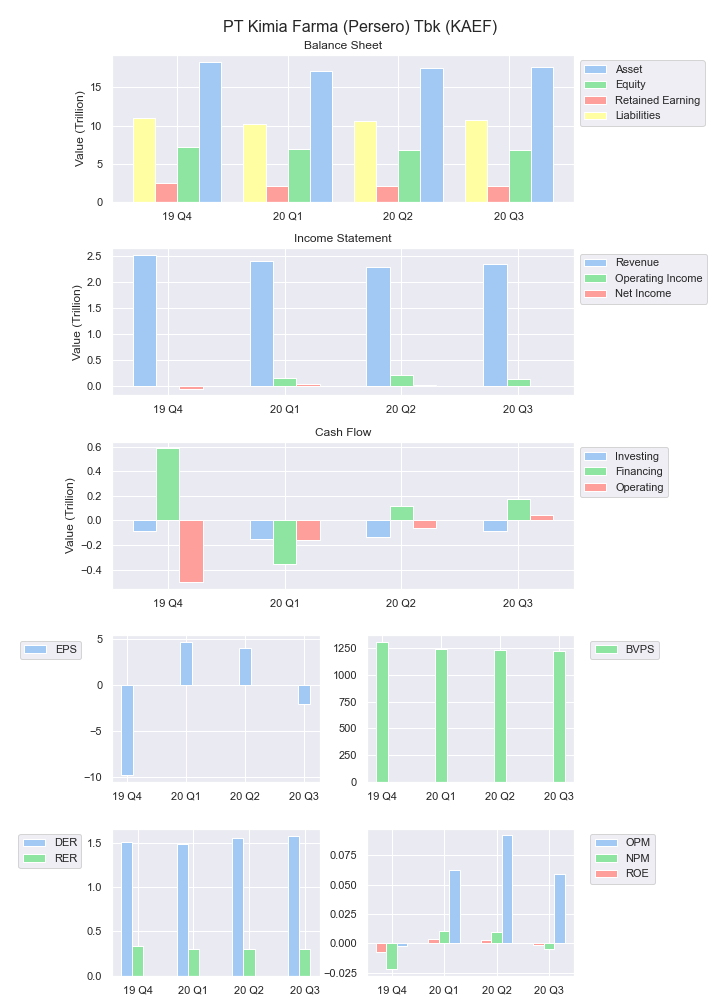 PT Kimia Farma (Persero) Tbk (KAEF)
Balance Sheet
Value (Trillion)
15
10
5
0
19 Q4 20 Q1 20 Q2 20 Q3
Asset
Equity
Retained Earning
Liabilities
Income Statement
Value (Trillion)
2.5
2.0
1.5
1.0
0.5
0.0
19 Q4 20 Q1 20 Q2 20 Q3
Revenue
Operating Income
Net Income
Cash Flow
Value (Trillion)
0.6
0.4
0.2
0.0
−0.2
−0.4
19 Q4 20 Q1 20 Q2 20 Q3
Investing
Financing
Operating
EPS
5
0
−5
−10
19 Q4 20 Q1 20 Q2 20 Q3
1250
1000
750
500
250
0
19 Q4 20 Q1 20 Q2 20 Q3
BVPS
DER
RER
1.5
1.0
0.5
0.0
19 Q4 20 Q1 20 Q2 20 Q3
0.075
0.050
0.025
0.000
−0.025
19 Q4 20 Q1 20 Q2 20 Q3
OPM
NPM
ROE